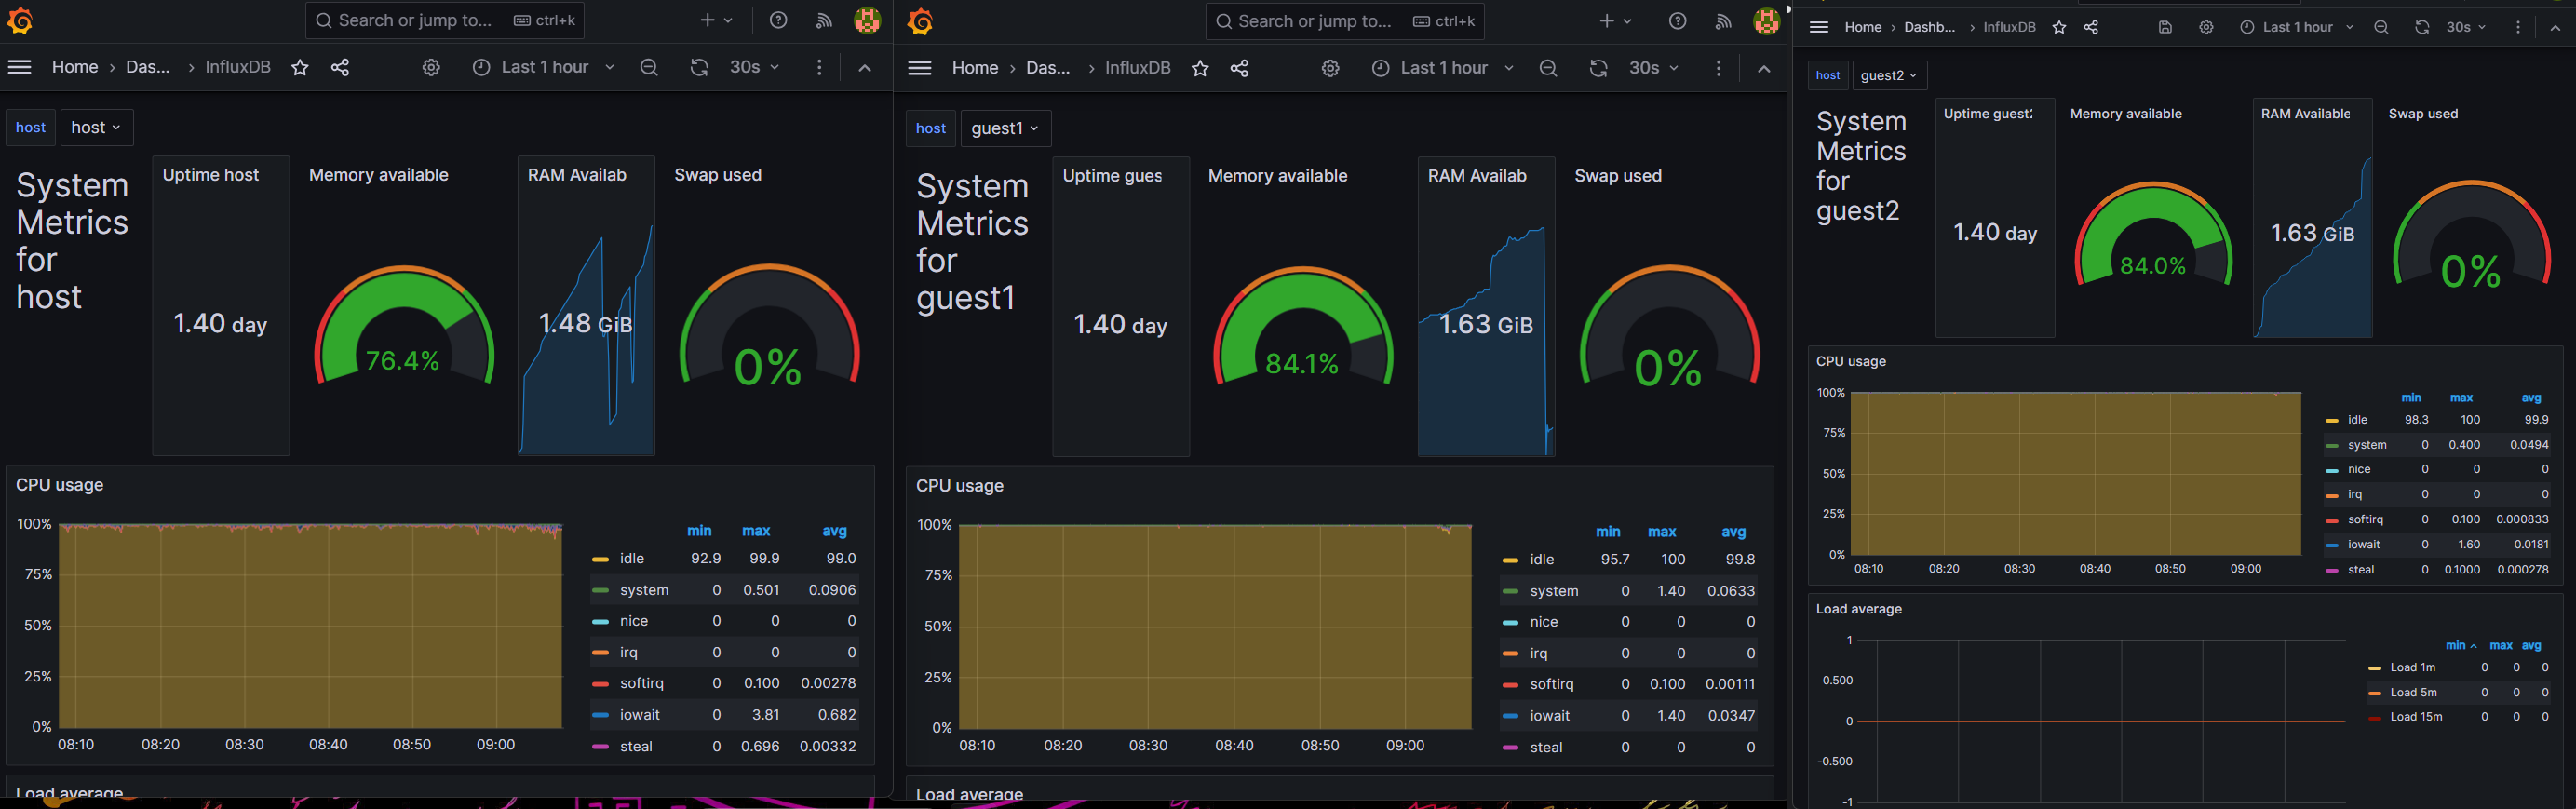 Search or jump to... ctrl+k
Home › Das... › InfluxDB Last 1 hour 30s
host host
System
Metrics
for
host
Uptime host
1.40 day
Memory available
76.4%
RAM Availab
1.48 GiB
Swap used
0%
CPU usage
100%
75%
50%
25%
0%
08:10 08:20 08:30 08:40 08:50 09:00
min max avg
idle 92.9 99.9 99.0
system 0 0.501 0.0906
nice 0 0 0
irq 0 0 0
softirq 0 0.100 0.00278
iowait 0 3.81 0.682
steal 0 0.696 0.00332
Load average
Search or jump to... ctrl+k
Home › Das... › InfluxDB Last 1 hour 30s
host guest1
System
Metrics
for
guest1
Uptime gues
1.40 day
Memory available
84.1%
RAM Availab
1.63 GiB
Swap used
0%
CPU usage
100%
75%
50%
25%
0%
08:10 08:20 08:30 08:40 08:50 09:00
min max avg
idle 95.7 100 99.8
system 0 1.40 0.0633
nice 0 0 0
irq 0 0 0
softirq 0 0.100 0.00111
iowait 0 1.40 0.0347
steal 0 0 0
Load average
Home › Dashb... › InfluxDB Last 1 hour 30s
host guest2
System
Metrics
for
guest2
Uptime guest
1.40 day
Memory available
84.0%
RAM Available
1.63 GiB
Swap used
0%
CPU usage
100%
75%
50%
25%
0%
08:10 08:20 08:30 08:40 08:50 09:00
min max avg
idle 98.3 100 99.9
system 0 0.400 0.0494
nice 0 0 0
irq 0 0 0
softirq 0 0.100 0.000833
iowait 0 1.60 0.0181
steal 0 0.1000 0.000278
Load average
1
0.500
0
-0.500
-1
min max avg
Load 1m 0 0 0
Load 5m 0 0 0
Load 15m 0 0 0